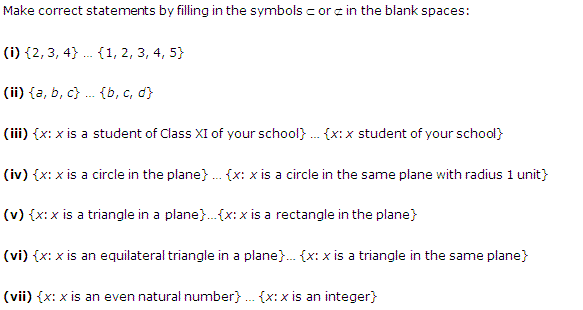 Make correct statements by filling in the symbols ⊂ or ⊄ in the blank spaces:
(i) {2, 3, 4} … {1, 2, 3, 4, 5}
(ii) {a, b, c} … {b, c, d}
(iii) {x: x is a student of Class XI of your school} … {x: x student of your school}
(iv) {x: x is a circle in the plane} … {x: x is a circle in the same plane with radius 1 unit}
(v) {x: x is a triangle in a plane}…{x: x is a rectangle in the plane}
(vi) {x: x is an equilateral triangle in a plane}… {x: x is a triangle in the same plane}
(vii) {x: x is an even natural number} … {x: x is an integer}